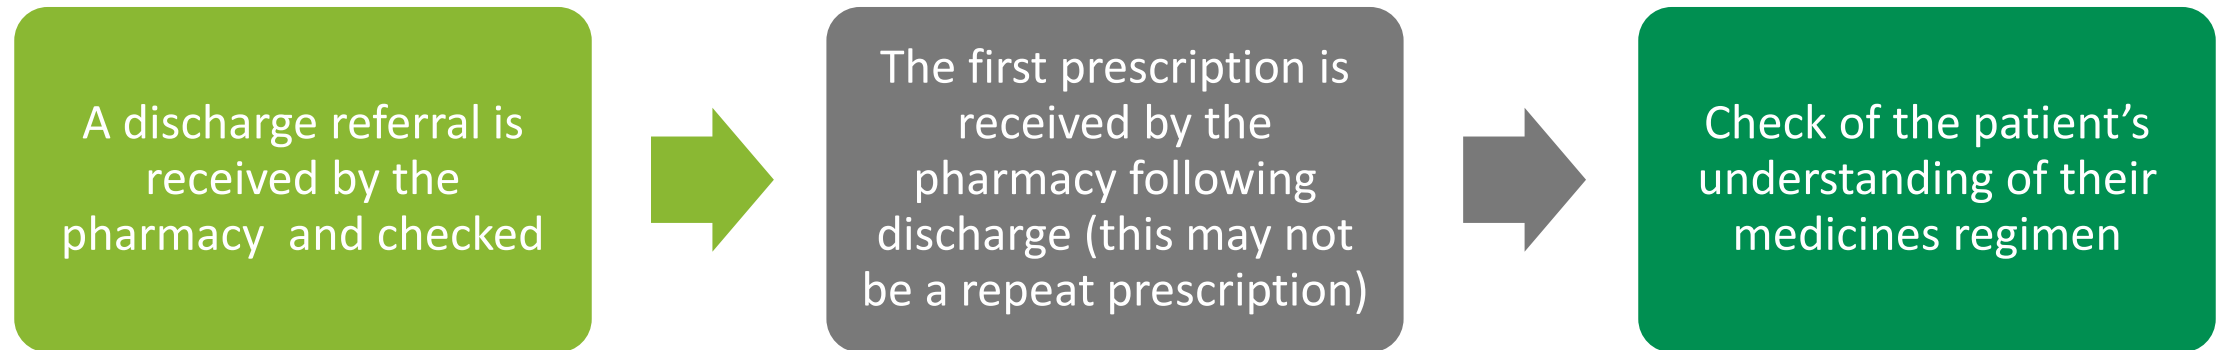 A discharge referral is
received by the
pharmacy  and checked
The first prescription is
received by the
pharmacy following
discharge (this may not
be a repeat prescription)
Check of the patient’s
understanding of their
medicines regimen